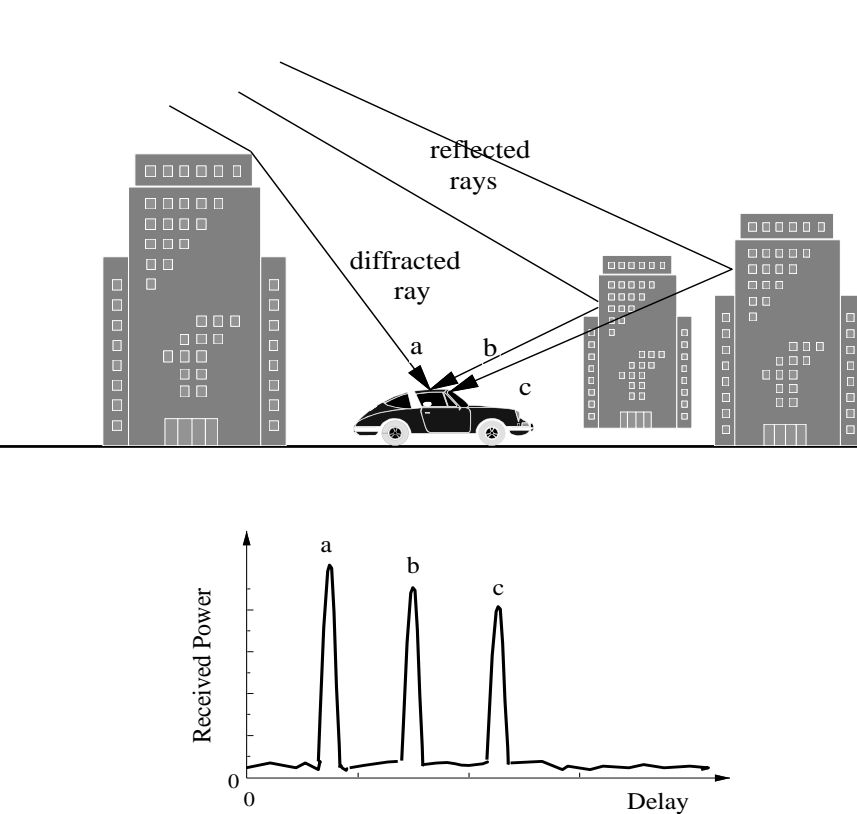 reflected
rays
diffracted
ray
a
b
c
a
b
c
Received Power
0
0
Delay